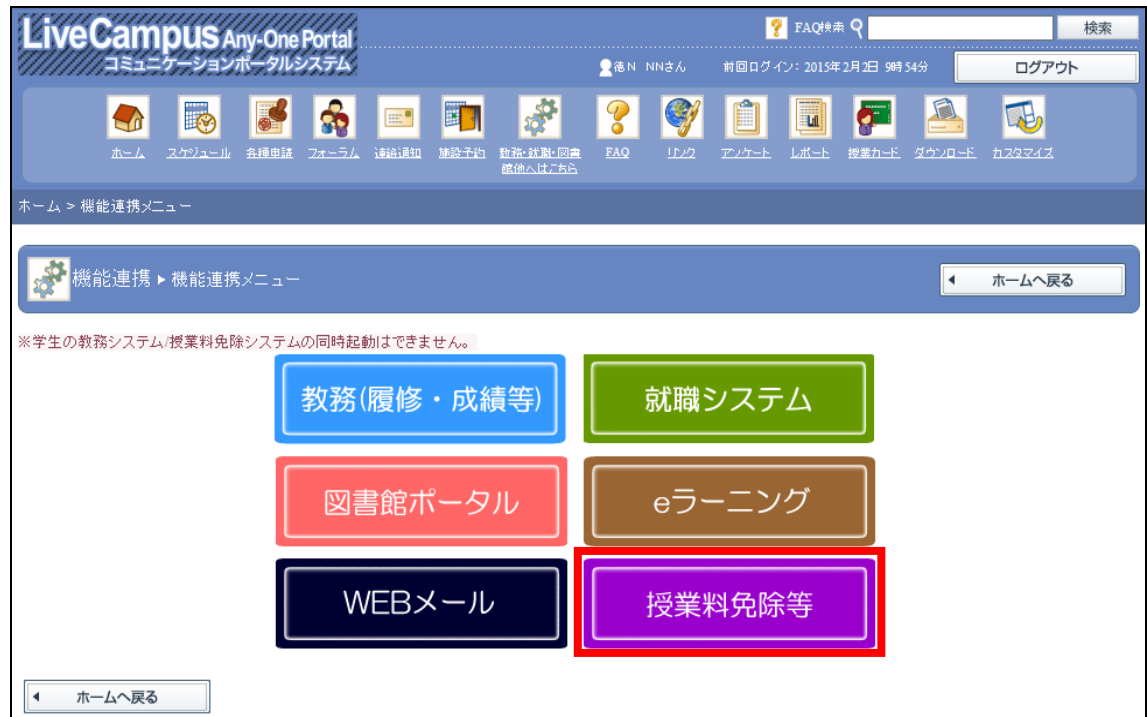 LiveCampus Any-One Portal
コミュニケーションポータルシステム
FAQ検索
検索
徳N NNさん
前回ログイン：2015年2月2日 9時54分
ログアウト
ホーム
スケジュール
各種申請
フォーラム
連絡通知
施設予約
教務・就職・図書
館他へはこちら
FAQ
リンク
アンケート
レポート
授業カード
ダウンロード
カスタマイズ
ホーム > 機能連携メニュー
機能連携 ▸ 機能連携メニュー
ホームへ戻る
※学生の教務システム/授業料免除システムの同時起動はできません。
教務(履修・成績等)
就職システム
図書館ポータル
eラーニング
WEBメール
授業料免除等
ホームへ戻る